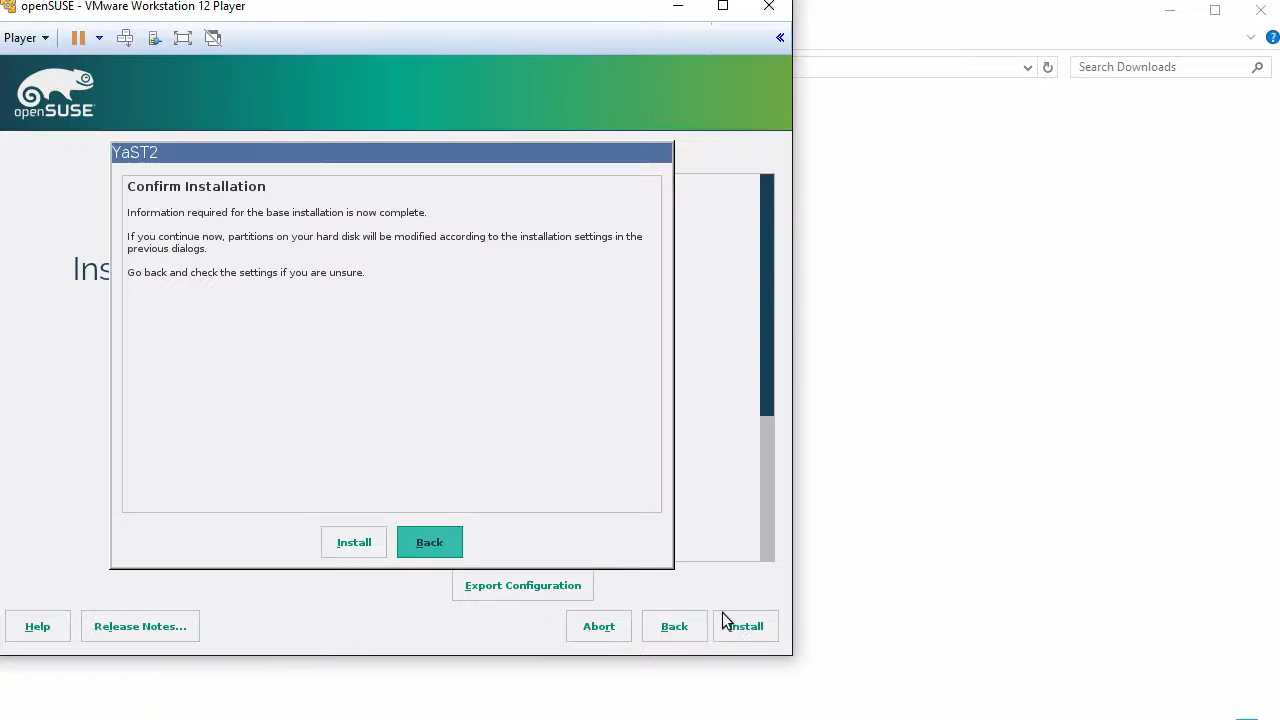 openSUSE - VMware Workstation 12 Player
Player
Search Downloads
openSUSE
YaST2
Confirm Installation
Information required for the base installation is now complete.
If you continue now, partitions on your hard disk will be modified according to the installation settings in the
previous dialogs.
Go back and check the settings if you are unsure.
Ins
Install
Back
Export Configuration
Help
Release Notes...
Abort
Back
Install